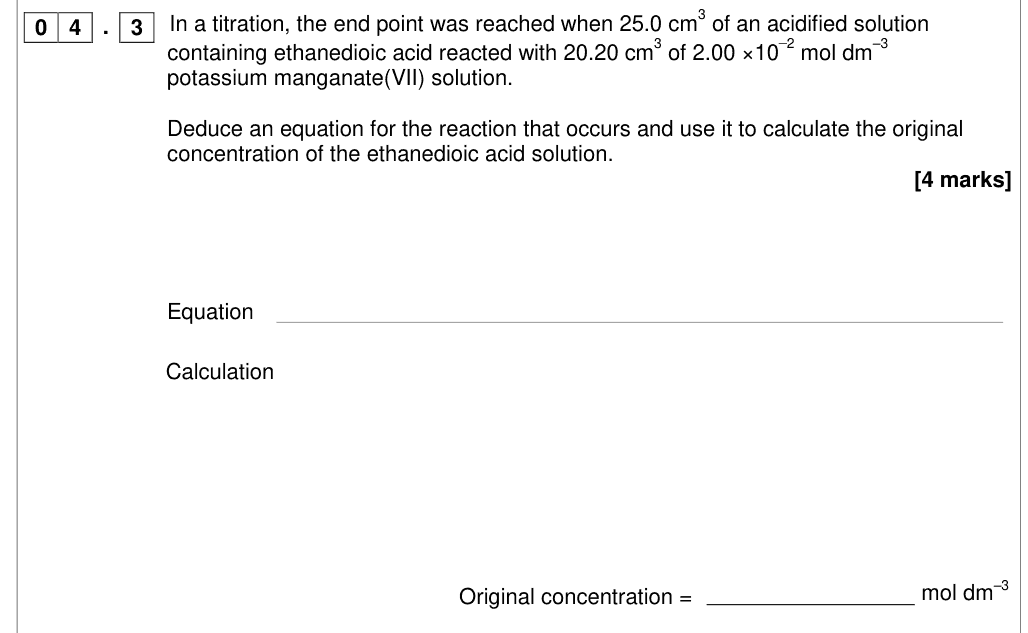 04.3 In a titration, the end point was reached when 25.0 cm³ of an acidified solution
containing ethanedioic acid reacted with 20.20 cm³ of 2.00 ×10⁻² mol dm⁻³
potassium manganate(VII) solution.
Deduce an equation for the reaction that occurs and use it to calculate the original
concentration of the ethanedioic acid solution.
[4 marks]
Equation
Calculation
Original concentration = mol dm⁻³